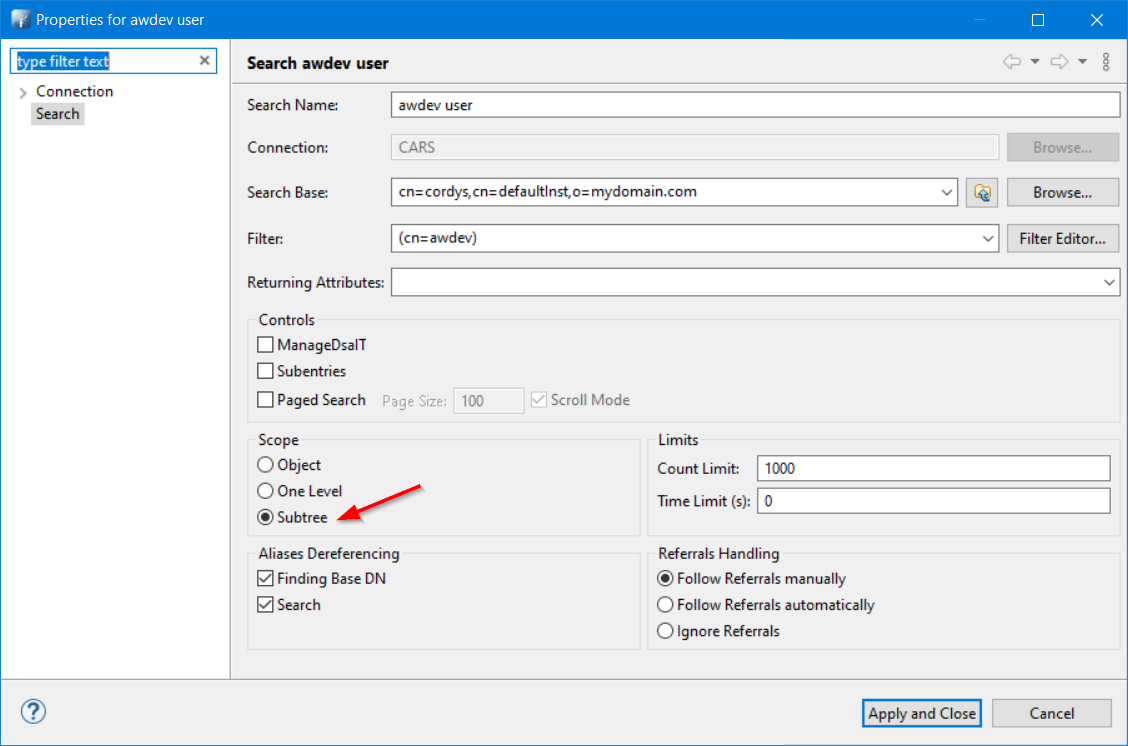 Properties for awdev user
type filter text
Connection
Search
Search awdev user
Search Name: awdev user
Connection: CARS Browse...
Search Base: cn=cordys,cn=defaultInst,o=mydomain.com Browse...
Filter: (cn=awdev) Filter Editor...
Returning Attributes:
Controls
ManageDsaIT
Subentries
Paged Search Page Size: 100 Scroll Mode
Scope
Object
One Level
Subtree
Limits
Count Limit: 1000
Time Limit (s): 0
Aliases Dereferencing
Finding Base DN
Search
Referrals Handling
Follow Referrals manually
Follow Referrals automatically
Ignore Referrals
? Apply and Close Cancel